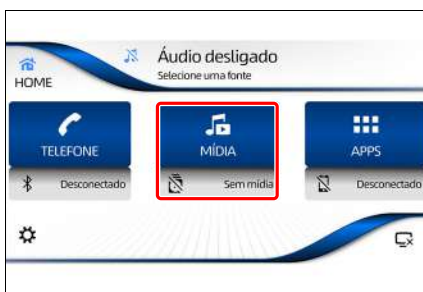 Áudio desligado
Selecione uma fonte
HOME
TELEFONE
MÍDIA
APPS
Desconectado
Sem mídia
Desconectado